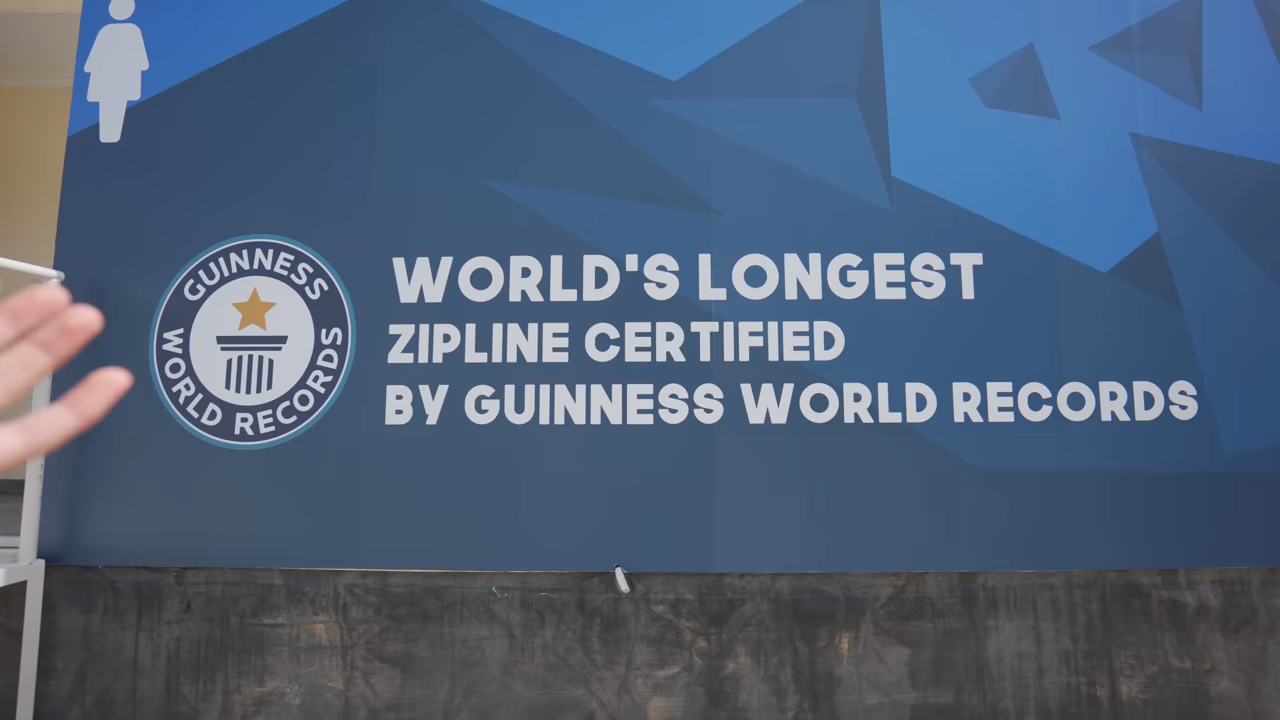 GUINNESS
WORLD RECORDS
WORLD'S LONGEST
ZIPLINE CERTIFIED
BY GUINNESS WORLD RECORDS